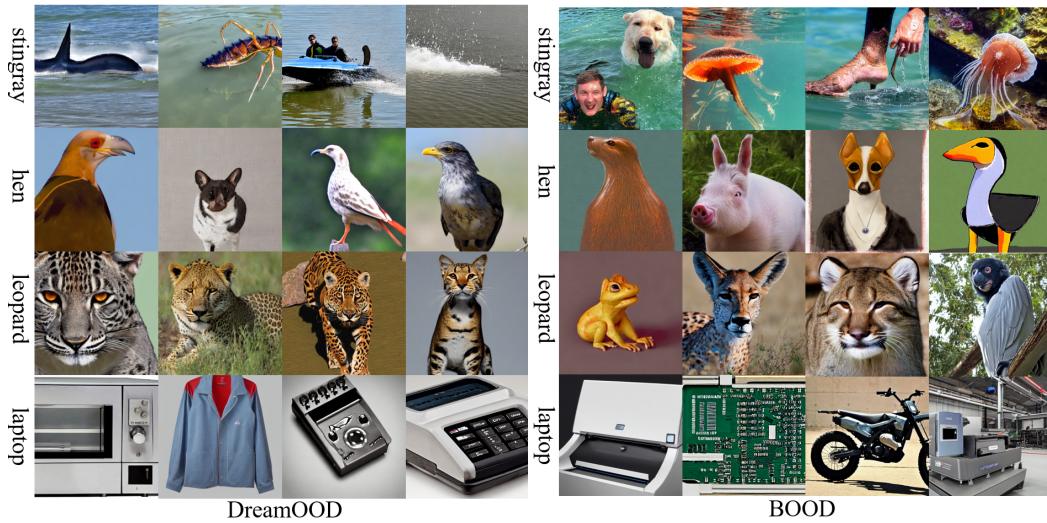 stingray
hen
leopard
laptop
DreamOOD
stingray
hen
leopard
laptop
BOOD